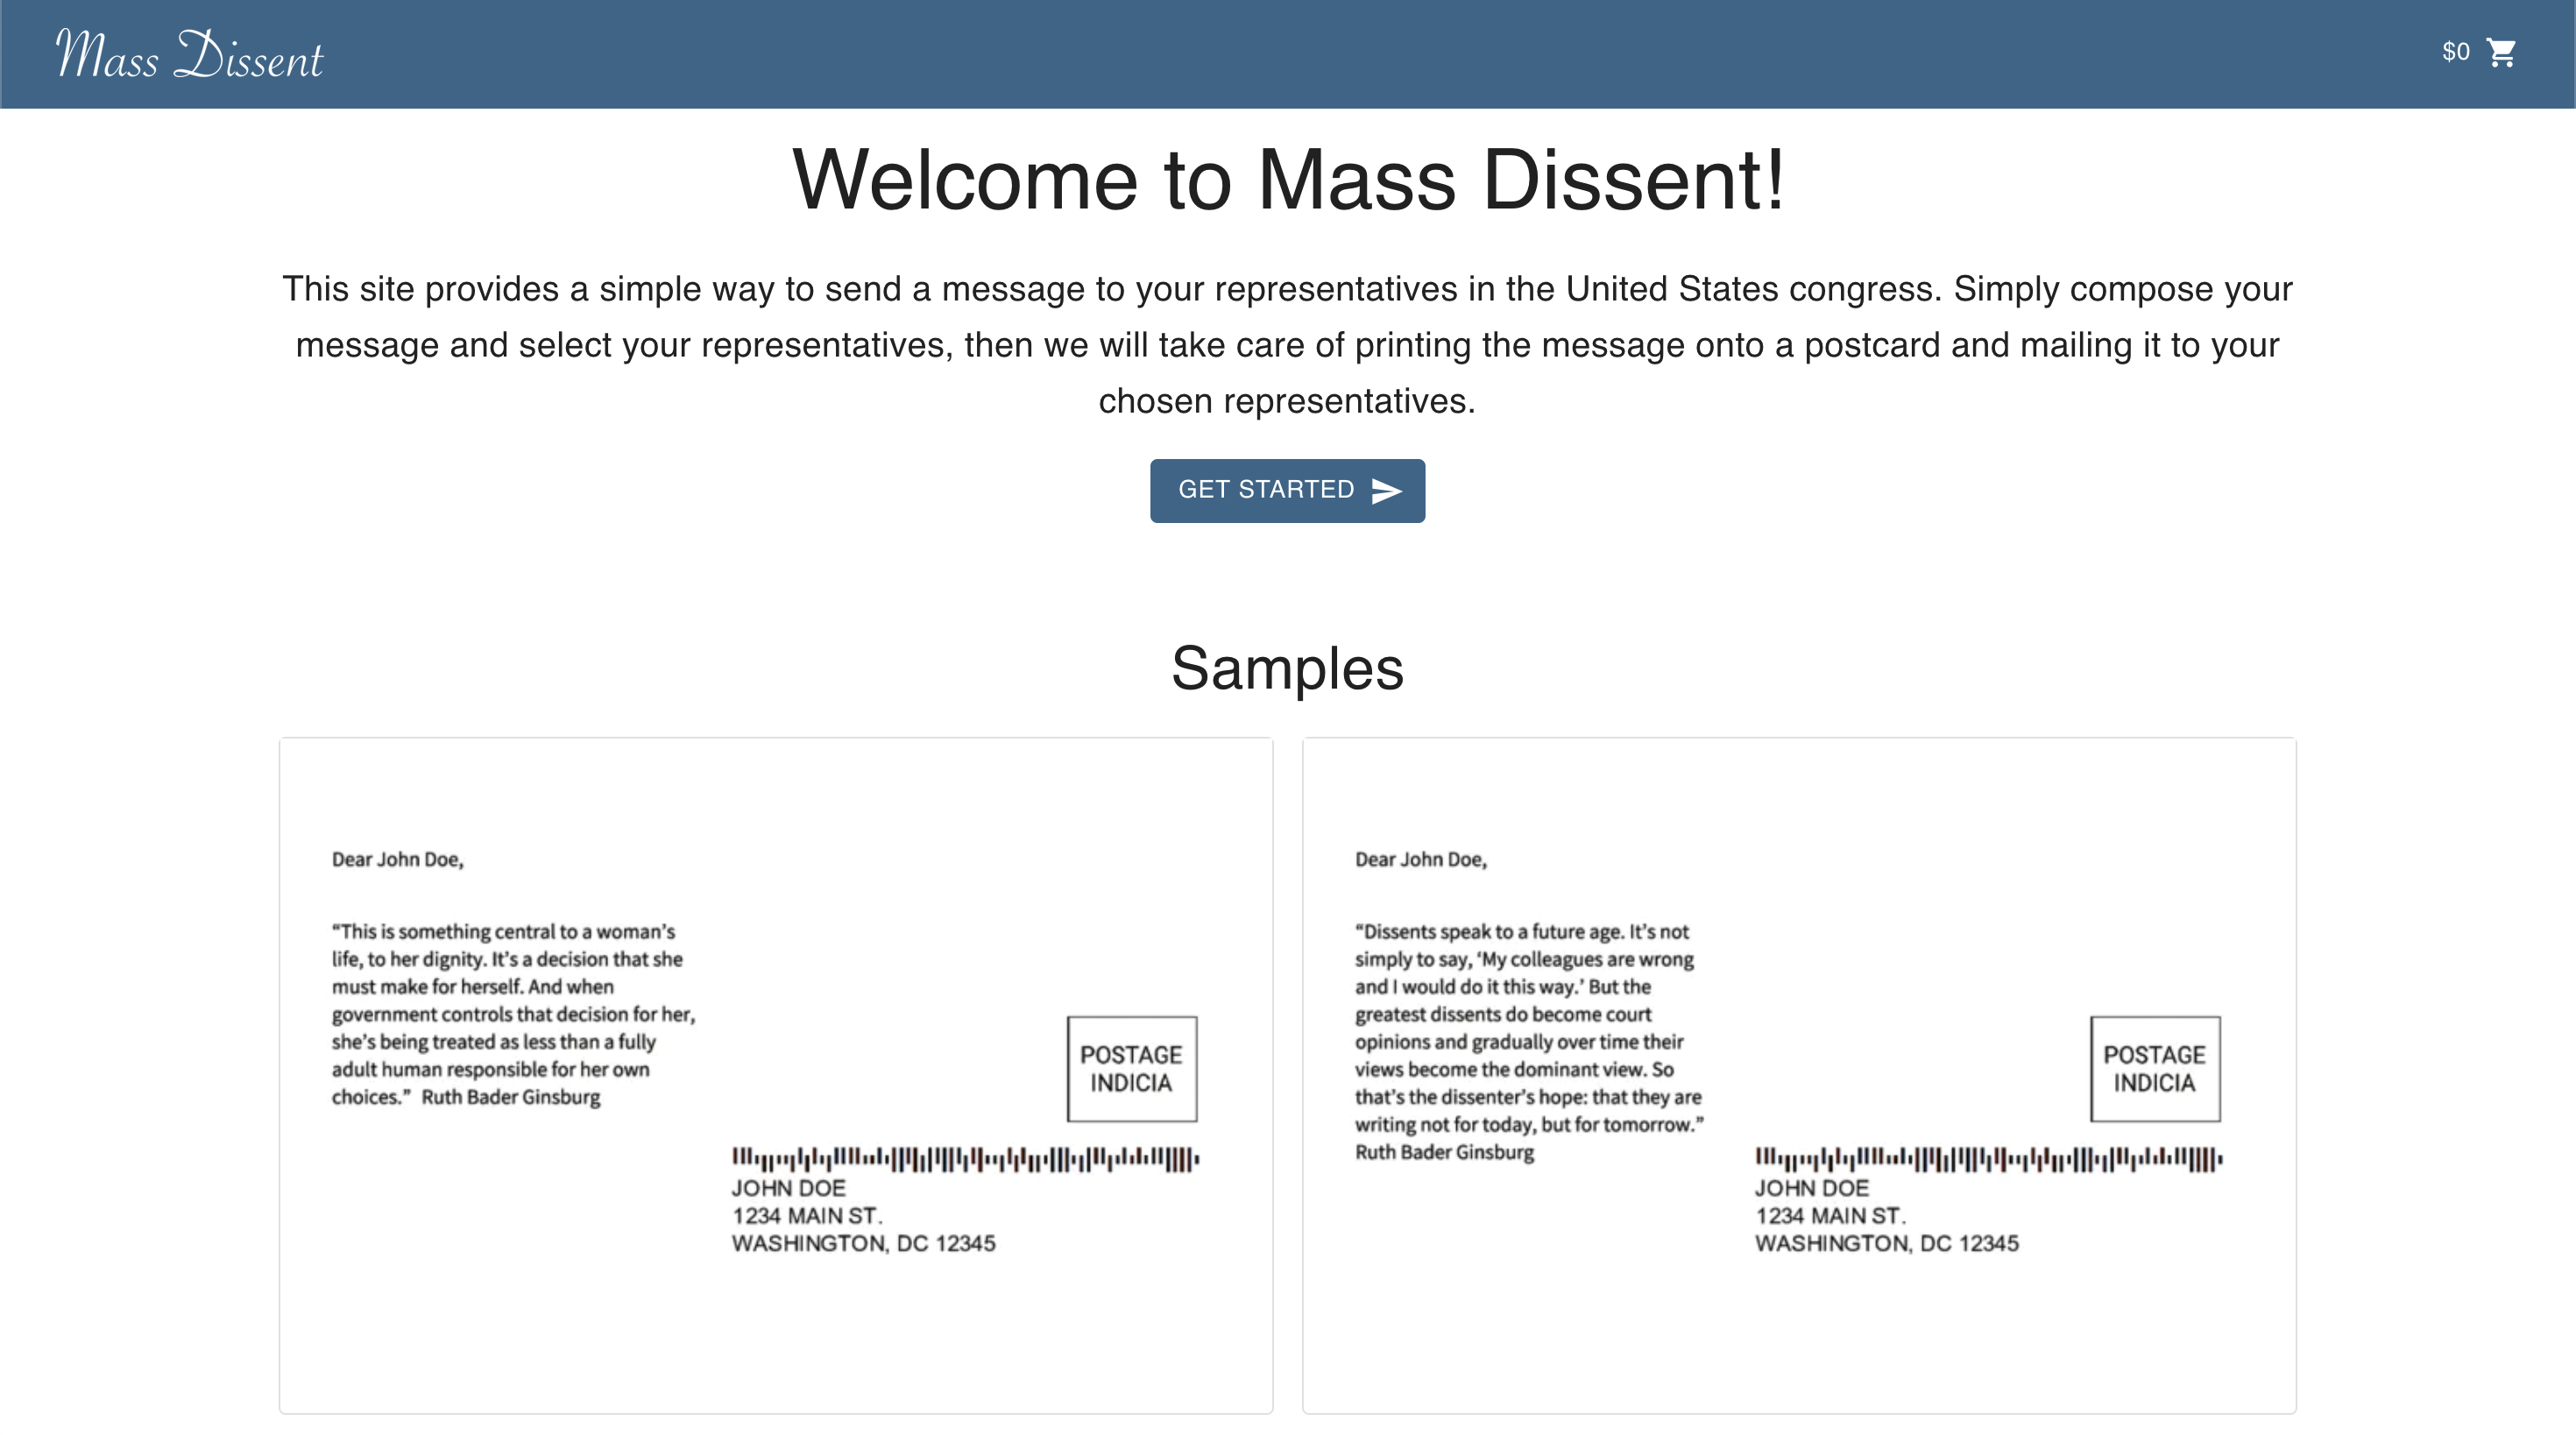 Mass Dissent
$0
Welcome to Mass Dissent!
This site provides a simple way to send a message to your representatives in the United States congress. Simply compose your
message and select your representatives, then we will take care of printing the message onto a postcard and mailing it to your
chosen representatives.
GET STARTED
Samples
Dear John Doe,
“This is something central to a woman’s
life, to her dignity. It’s a decision that she
must make for herself. And when
government controls that decision for her,
she’s being treated as less than a fully
adult human responsible for her own
choices.” Ruth Bader Ginsburg
POSTAGE
INDICIA
JOHN DOE
1234 MAIN ST.
WASHINGTON, DC 12345
Dear John Doe,
“Dissents speak to a future age. It’s not
simply to say, ‘My colleagues are wrong
and I would do it this way.’ But the
greatest dissents do become court
opinions and gradually over time their
views become the dominant view. So
that’s the dissenter’s hope: that they are
writing not for today, but for tomorrow.”
Ruth Bader Ginsburg
POSTAGE
INDICIA
JOHN DOE
1234 MAIN ST.
WASHINGTON, DC 12345